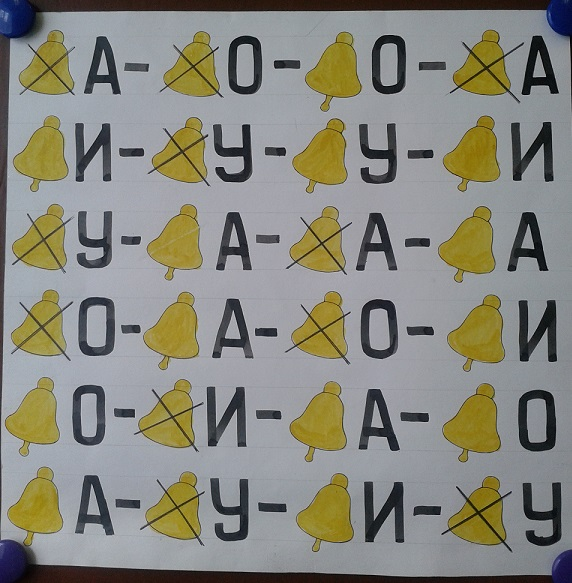 А- О- О- А
И- У- У- И
У- А- А- А
О- А- О- И
О- И- А- О
А- У- И- У